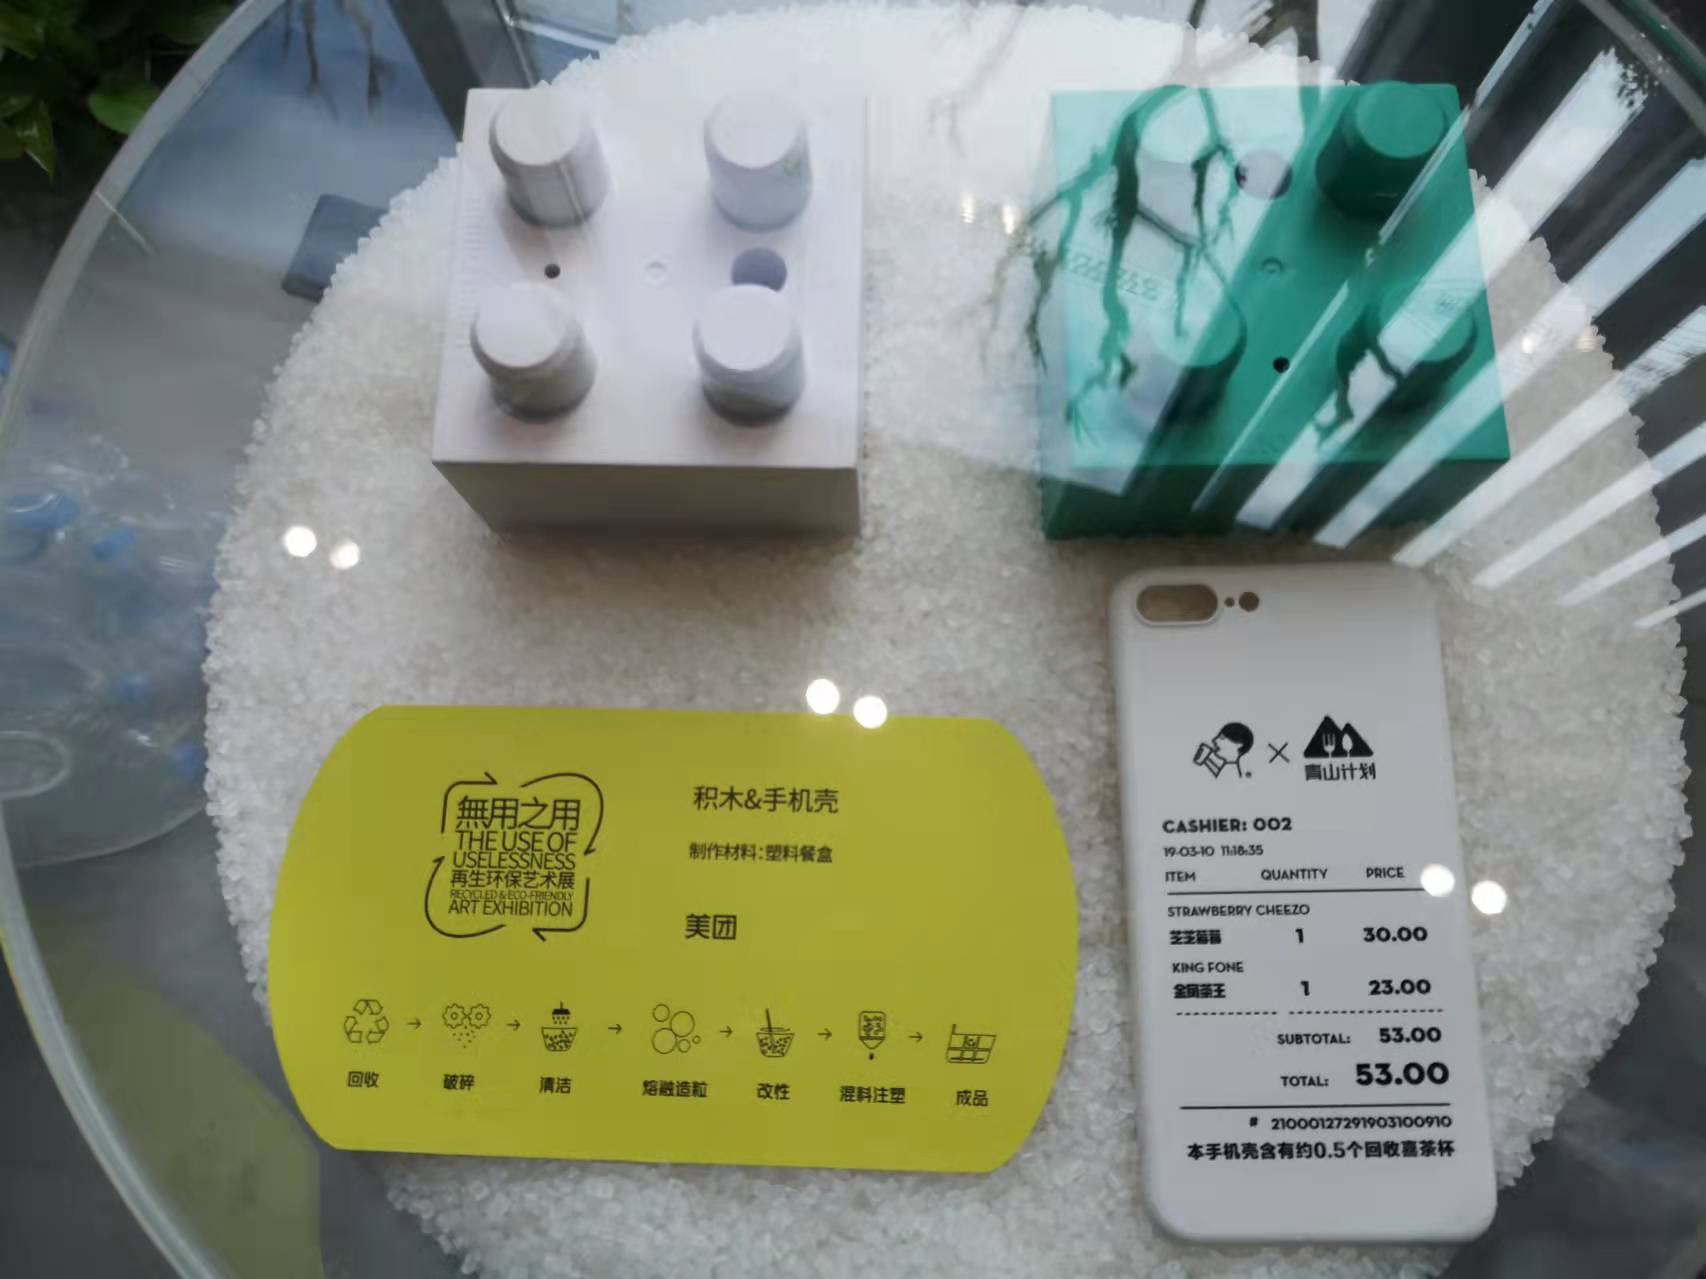 無用之用
THE USE OF
USELESSNESS
再生环保艺术展
RECYCLED & ECO-FRIENDLY
ART EXHIBITION
积木&手机壳
制作材料：塑料餐盒
美团
回收 破碎 清洁 熔融造粒 改性 混料注塑 成品
×
青山计划
CASHIER: 002
19-03-10 11:18:35
ITEM QUANTITY PRICE
STRAWBERRY CHEEZO
芝芝莓莓 1 30.00
KING FONE
金凤茶王 1 23.00
SUBTOTAL: 53.00
TOTAL: 53.00
# 21000127291903100910
本手机壳含有约0.5个回收喜茶杯